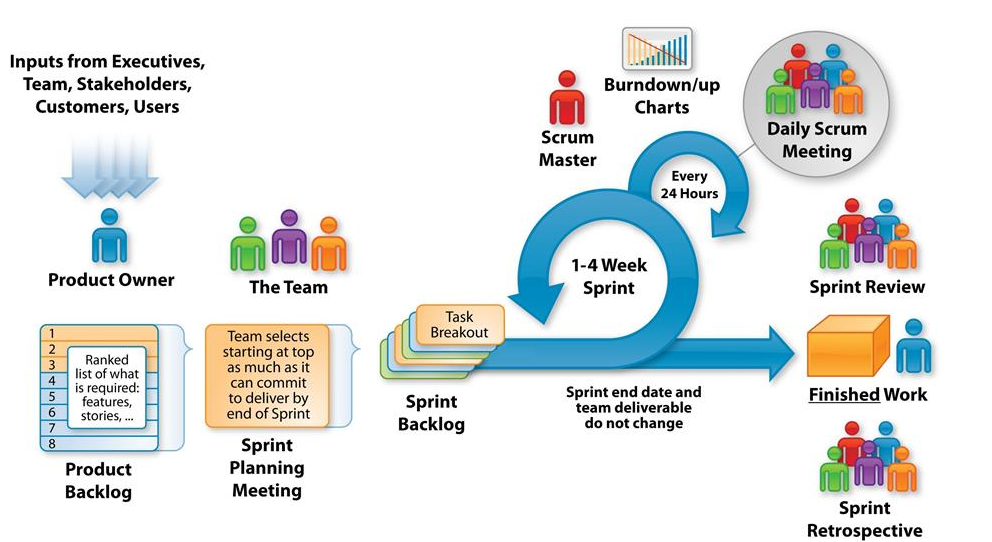 Inputs from Executives,
Team, Stakeholders,
Customers, Users
Product Owner
The Team
1
2
3
4
5
6
7
8
Ranked
list of what
is required:
features,
stories, ...
Product
Backlog
Team selects
starting at top
as much as it
can commit
to deliver by
end of Sprint
Sprint
Planning
Meeting
Task
Breakout
Sprint
Backlog
Scrum
Master
Burndown/up
Charts
Every
24 Hours
1-4 Week
Sprint
Sprint end date and
team deliverable
do not change
Daily Scrum
Meeting
Sprint Review
Finished Work
Sprint
Retrospective